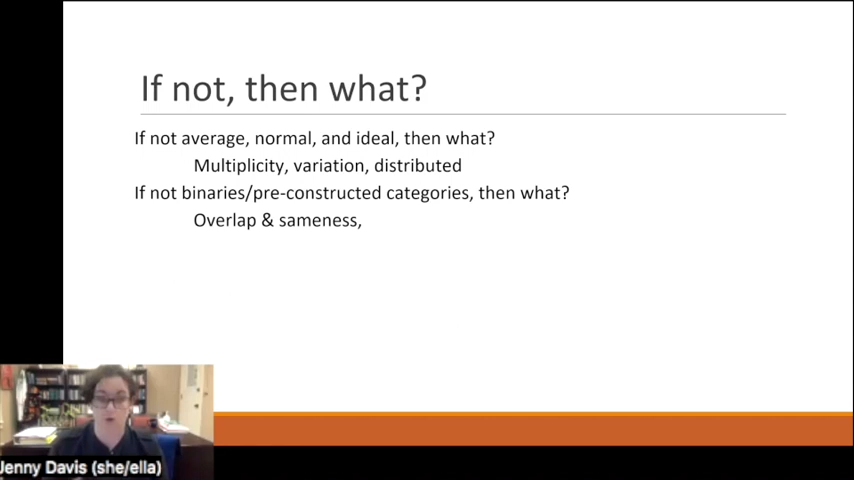 If not, then what?
If not average, normal, and ideal, then what?
Multiplicity, variation, distributed
If not binaries/pre-constructed categories, then what?
Overlap & sameness,
Jenny Davis (she/ella)